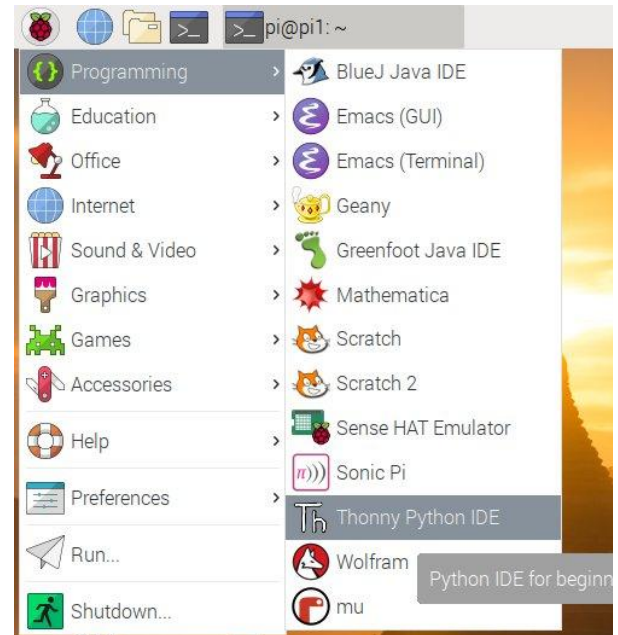 pi@pi1: ~
Programming
Education
Office
Internet
Sound & Video
Graphics
Games
Accessories
Help
Preferences
Run...
Shutdown...
BlueJ Java IDE
Emacs (GUI)
Emacs (Terminal)
Geany
Greenfoot Java IDE
Mathematica
Scratch
Scratch 2
Sense HAT Emulator
Sonic Pi
Thonny Python IDE
Wolfram
mu
Python IDE for beginn